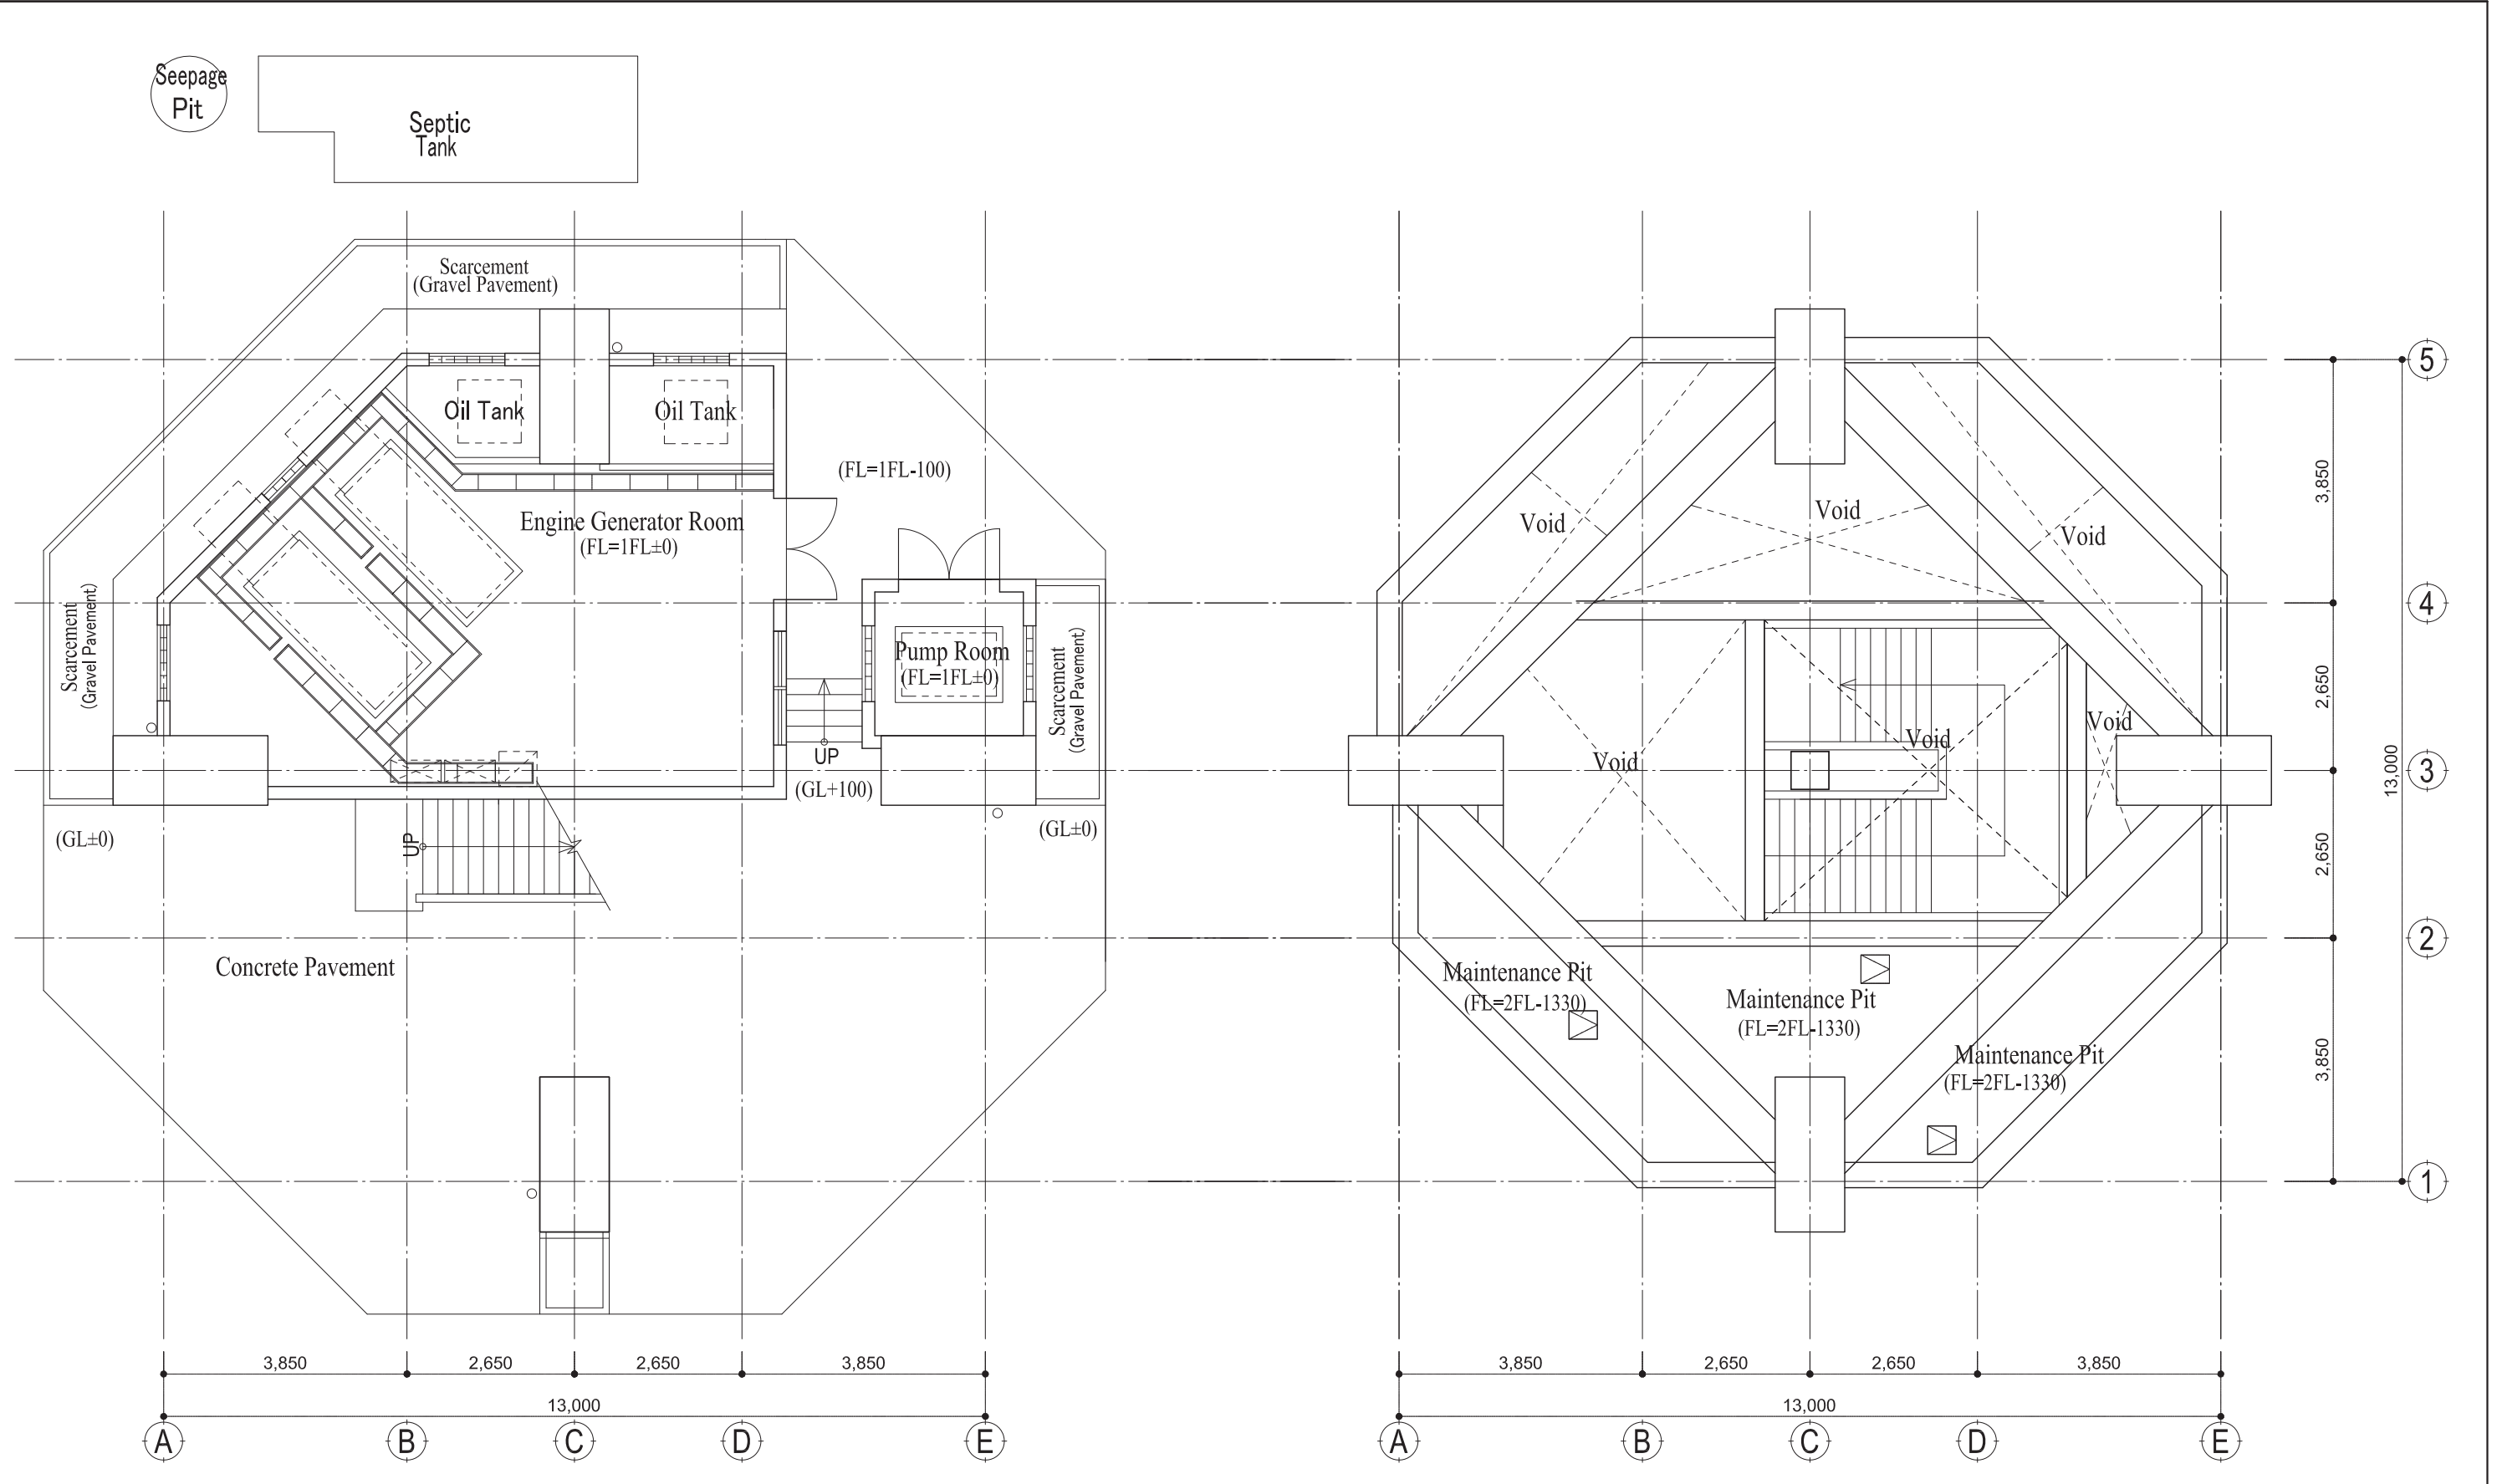 Seepage
Pit
Septic
Tank
Scarcement
(Gravel Pavement)
Oil Tank
Oil Tank
(FL=1FL-100)
Engine Generator Room
(FL=1FL±0)
Scarcement
(Gravel Pavement)
Pump Room
(FL=1FL±0)
Scarcement
(Gravel Pavement)
UP
(GL+100)
(GL±0)
UP
(GL±0)
Concrete Pavement
3,850
2,650
2,650
3,850
13,000
A
B
C
D
E
Void
Void
Void
Void
Void
Void
Maintenance Pit
(FL=2FL-1330)
Maintenance Pit
(FL=2FL-1330)
Maintenance Pit
(FL=2FL-1330)
3,850
2,650
2,650
3,850
13,000
A
B
C
D
E
5
4
3
2
1
3,850
2,650
2,650
3,850
13,000